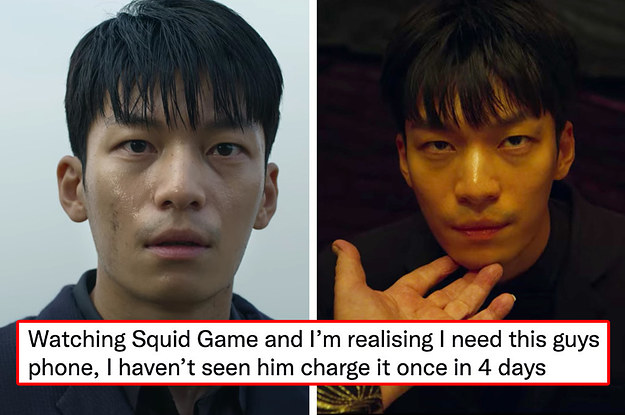 Watching Squid Game and I’m realising I need this guys
phone, I haven’t seen him charge it once in 4 days